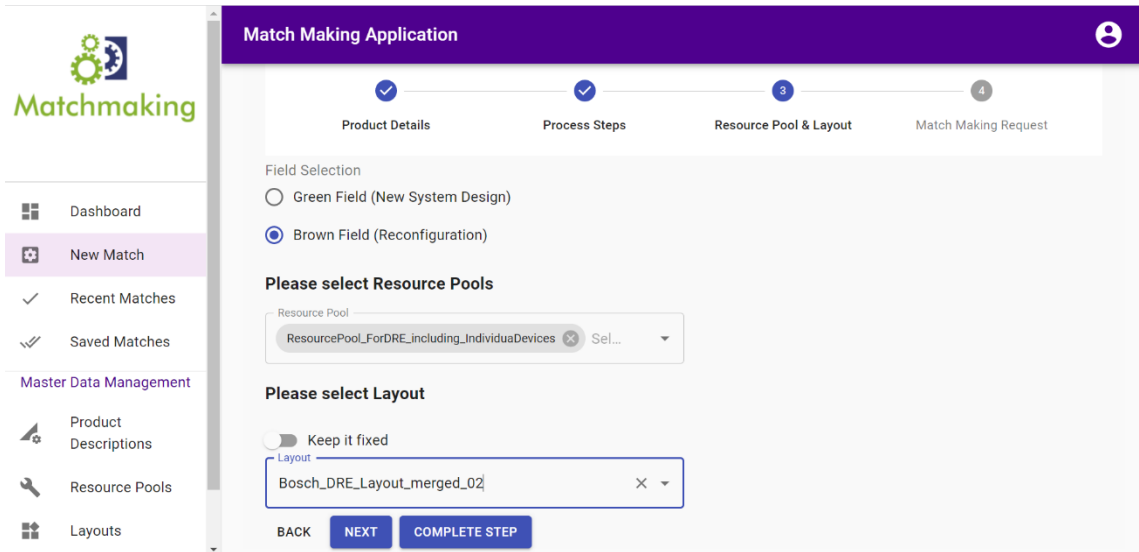 Matchmaking
Dashboard
New Match
Recent Matches
Saved Matches
Master Data Management
Product
Descriptions
Resource Pools
Layouts
Match Making Application
3
4
Product Details
Process Steps
Resource Pool & Layout
Match Making Request
Field Selection
Green Field (New System Design)
Brown Field (Reconfiguration)
Please select Resource Pools
Resource Pool
ResourcePool_ForDRE_including_IndividuaDevices Sel...
Please select Layout
Keep it fixed
Layout
Bosch_DRE_Layout_merged_02
BACK NEXT COMPLETE STEP